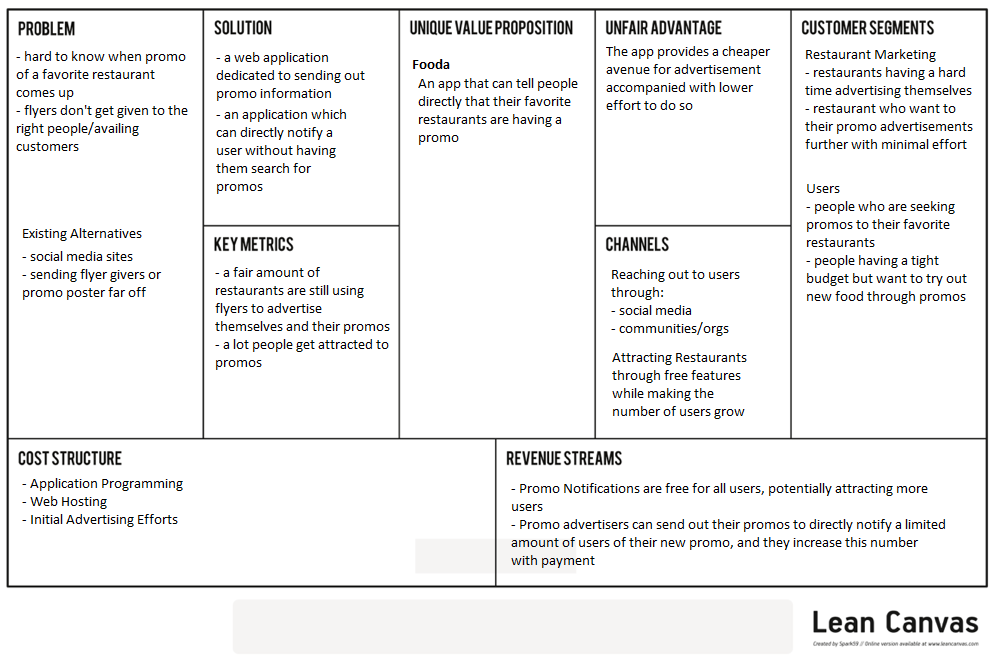 PROBLEM
- hard to know when promo
of a favorite restaurant
comes up
- flyers don't get given to the
right people/availing
customers
Existing Alternatives
- social media sites
- sending flyer givers or
promo poster far off
SOLUTION
- a web application
dedicated to sending out
promo information
- an application which
can directly notify a
user without having
them search for
promos
KEY METRICS
- a fair amount of
restaurants are still using
flyers to advertise
themselves and their promos
- a lot people get attracted to
promos
UNIQUE VALUE PROPOSITION
Fooda
An app that can tell people
directly that their favorite
restaurants are having a
promo
UNFAIR ADVANTAGE
The app provides a cheaper
avenue for advertisement
accompanied with lower
effort to do so
CHANNELS
Reaching out to users
through:
- social media
- communities/orgs
Attracting Restaurants
through free features
while making the
number of users grow
CUSTOMER SEGMENTS
Restaurant Marketing
- restaurants having a hard
time advertising themselves
- restaurant who want to
their promo advertisements
further with minimal effort
Users
- people who are seeking
promos to their favorite
restaurants
- people having a tight
budget but want to try out
new food through promos
COST STRUCTURE
- Application Programming
- Web Hosting
- Initial Advertising Efforts
REVENUE STREAMS
- Promo Notifications are free for all users, potentially attracting more
users
- Promo advertisers can send out their promos to directly notify a limited
amount of users of their new promo, and they increase this number
with payment
Lean Canvas
Created by Spark59 // Online version available at www.leancanvas.com